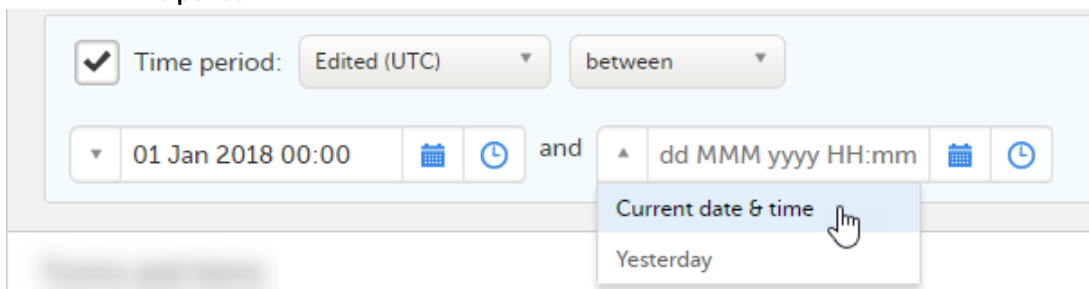 Time period: Edited (UTC) between
01 Jan 2018 00:00 and dd MMM yyyy HH:mm
Current date & time
Yesterday